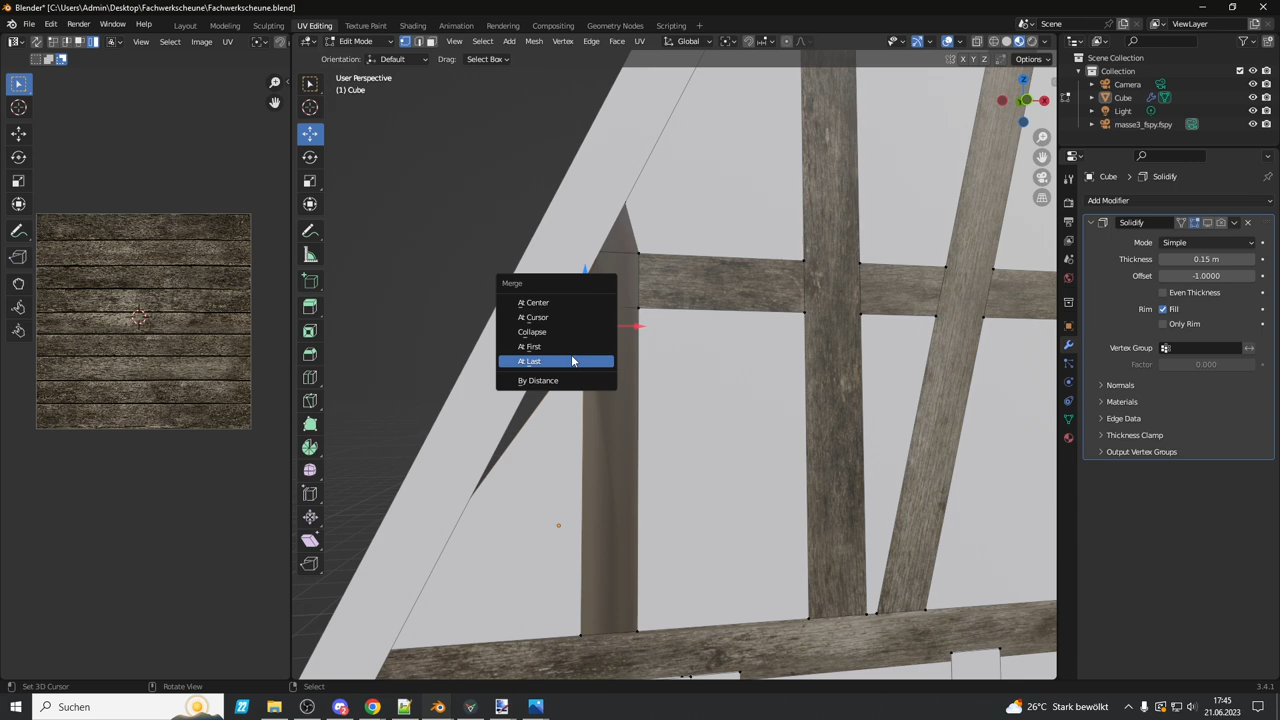 Blender* [C:\Users\Admin\Desktop\Fachwerkscheune\Fachwerkscheune.blend]
File Edit Render Window Help
Layout Modeling Sculpting UV Editing Texture Paint Shading Animation Rendering Compositing Geometry Nodes Scripting +
Scene ViewLayer
View Select Image UV
Edit Mode View Select Add Mesh Vertex Edge Face UV Global
Orientation: Default Drag: Select Box X Y Z Options
User Perspective
(1) Cube
Z
X
Merge
At Center
At Cursor
Collapse
At First
At Last
By Distance
Scene Collection
Collection
Camera
Cube
Light
masse3_fspy.fspy
Cube > Solidify
Add Modifier
Solidify
Mode Simple
Thickness 0.15 m
Offset -1.0000
Even Thickness
Rim Fill
Only Rim
Vertex Group
Factor 0.000
Normals
Materials
Edge Data
Thickness Clamp
Output Vertex Groups
Set 3D Cursor Rotate View Select 3.4.1
Suchen
26°C Stark bewölkt
17:45
21.06.2023